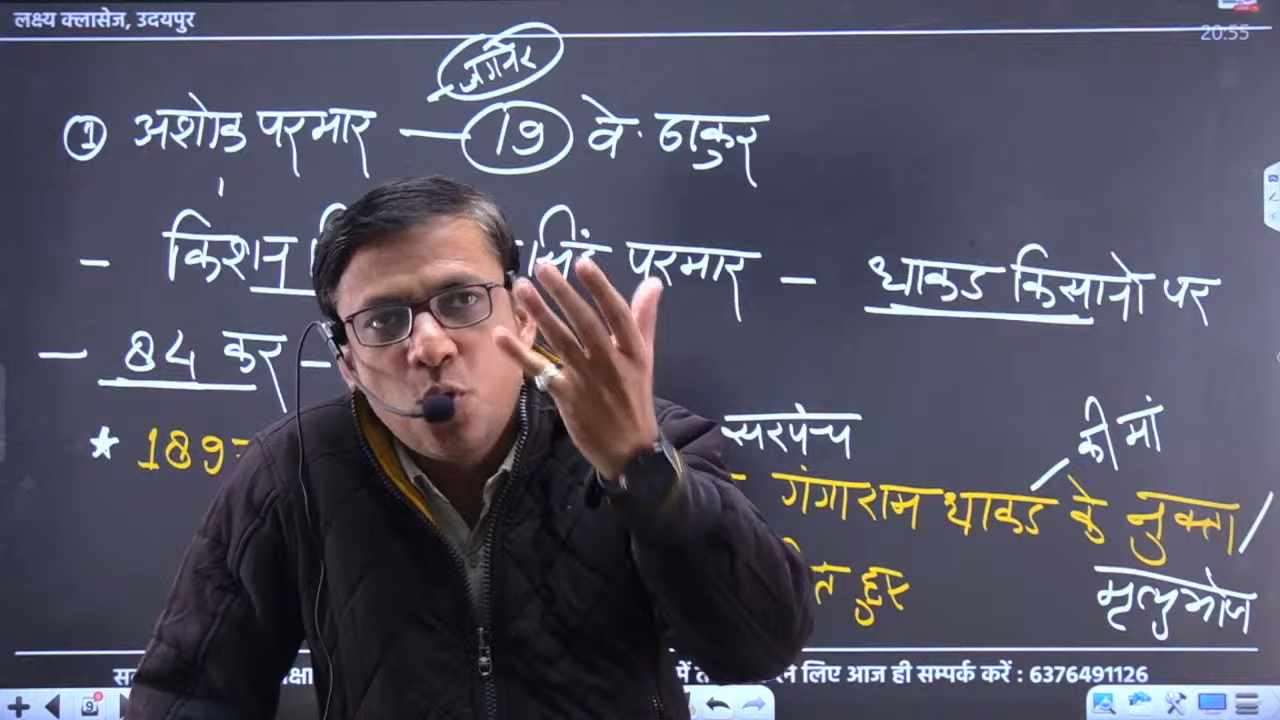 लक्ष्य क्लासेज, उदयपुर
20:55
① अशोक परमार — 19 वे ठाकुर
- किशन सिंह परमार - धाकड किसानो पर
- 84 कर -
★ 189
सरपंच
की मां
- गंगाराम धाकड के नुक्ता /
त हुए
मृत्युभोज
लिए आज ही सम्पर्क करें : 6376491126